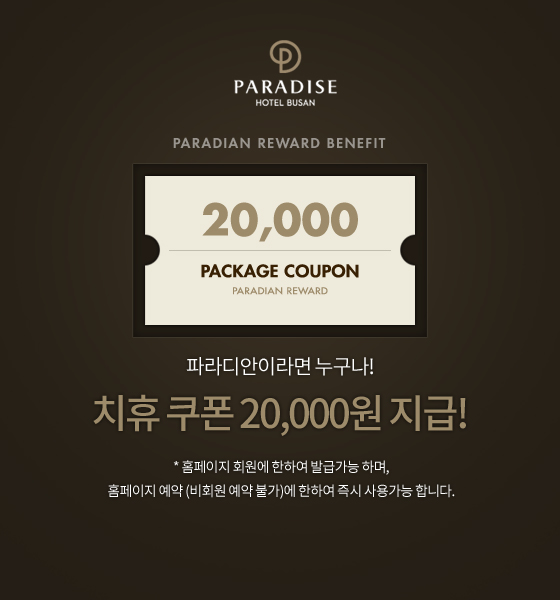 PARADISE
HOTEL BUSAN
PARADIAN REWARD BENEFIT
20,000
PACKAGE COUPON
PARADIAN REWARD
파라디안이라면 누구나!
치휴 쿠폰 20,000원 지급!
* 홈페이지 회원에 한하여 발급가능 하며,
홈페이지 예약 (비회원 예약 불가)에 한하여 즉시 사용가능 합니다.